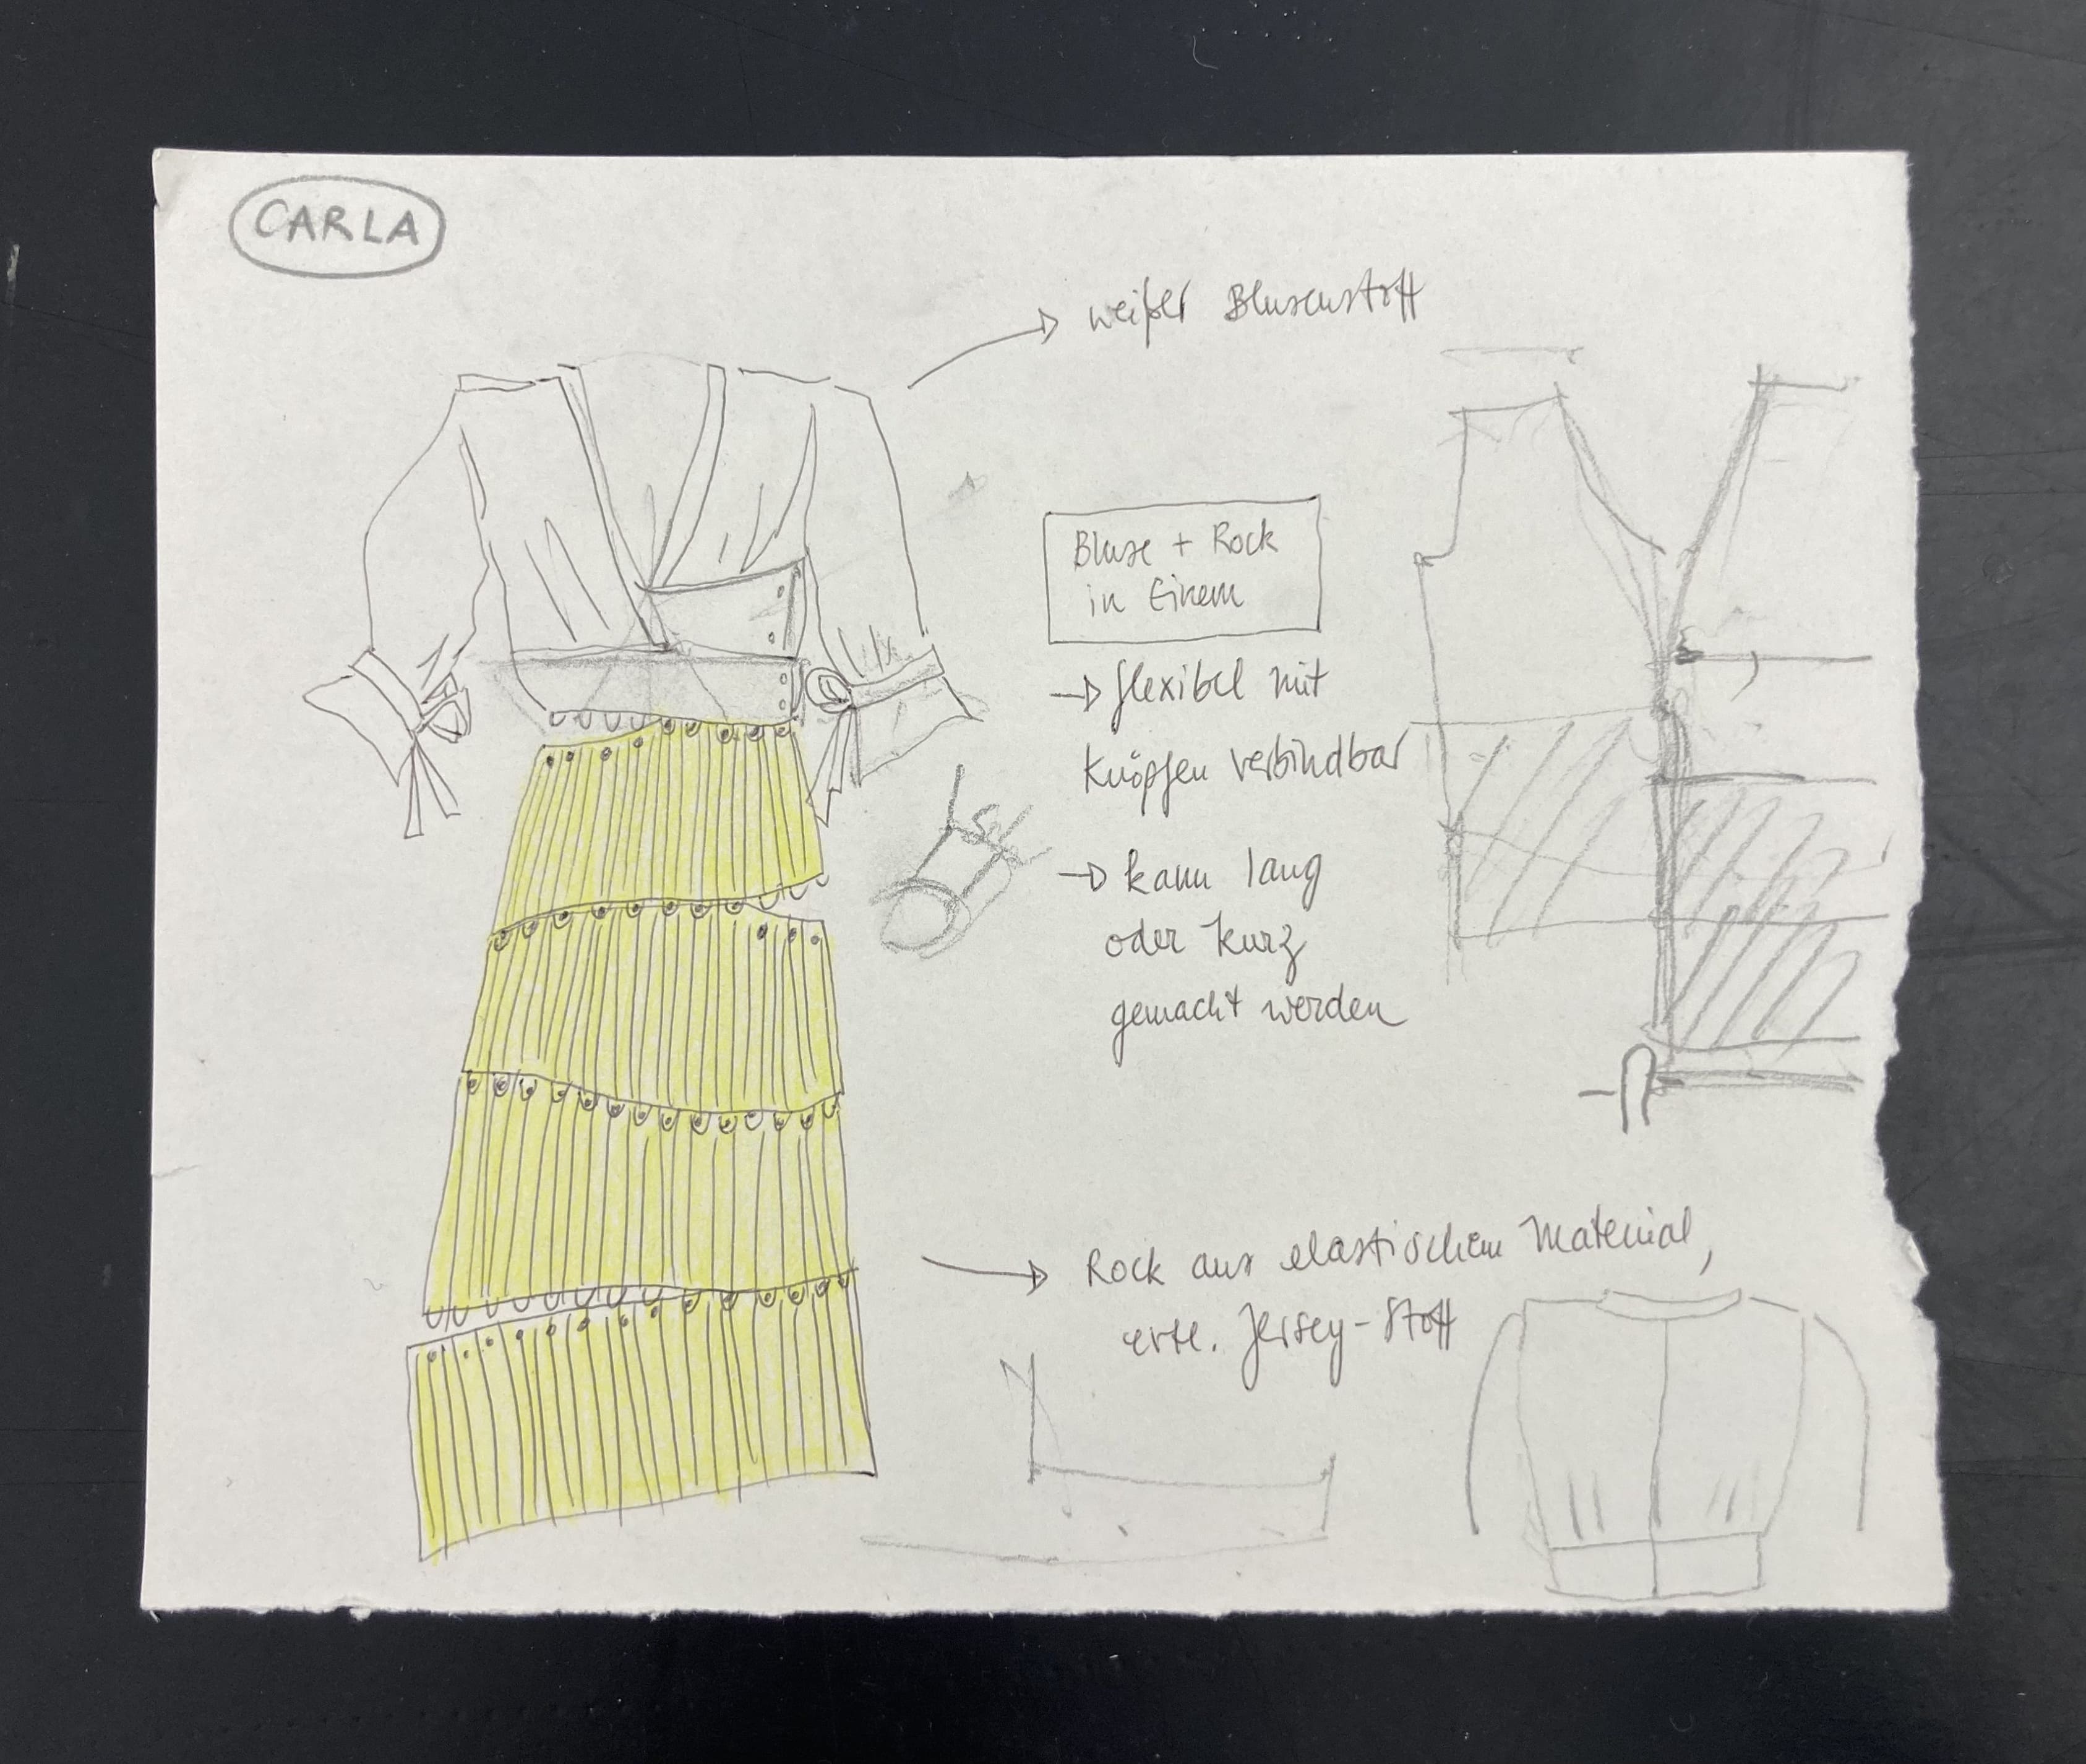 CARLA
→ weißer Blusenstoff
Bluse + Rock
in Einem
→ flexibel mit
Knöpfen verbindbar
→ kann lang
oder kurz
gemacht werden
→ Rock aus elastischem Material,
Jersey-Stoff